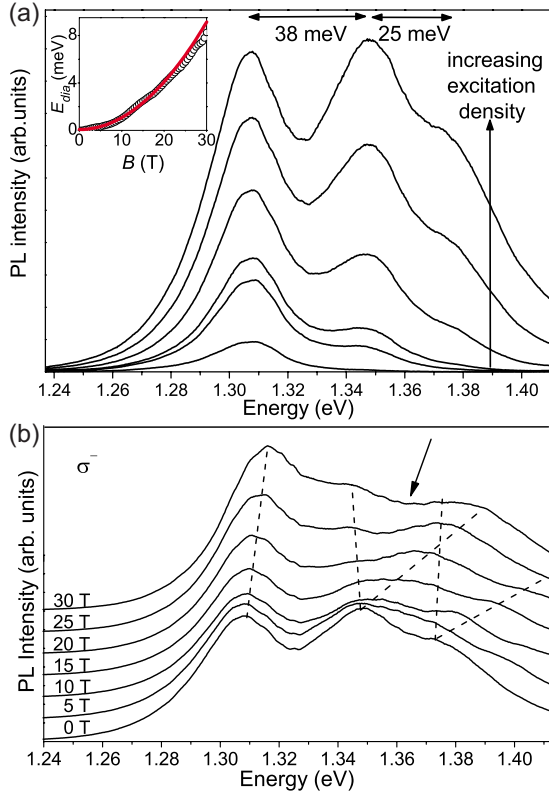 (a)
38 meV
25 meV
increasing
excitation
density
E_dia (meV)
8
4
0
0 10 20 30
B (T)
PL intensity (arb.units)
1.24 1.26 1.28 1.30 1.32 1.34 1.36 1.38 1.40
Energy (eV)
(b)
σ⁻
30 T
25 T
20 T
15 T
10 T
5 T
0 T
PL Intensity (arb. units)
1.24 1.26 1.28 1.30 1.32 1.34 1.36 1.38 1.40
Energy (eV)